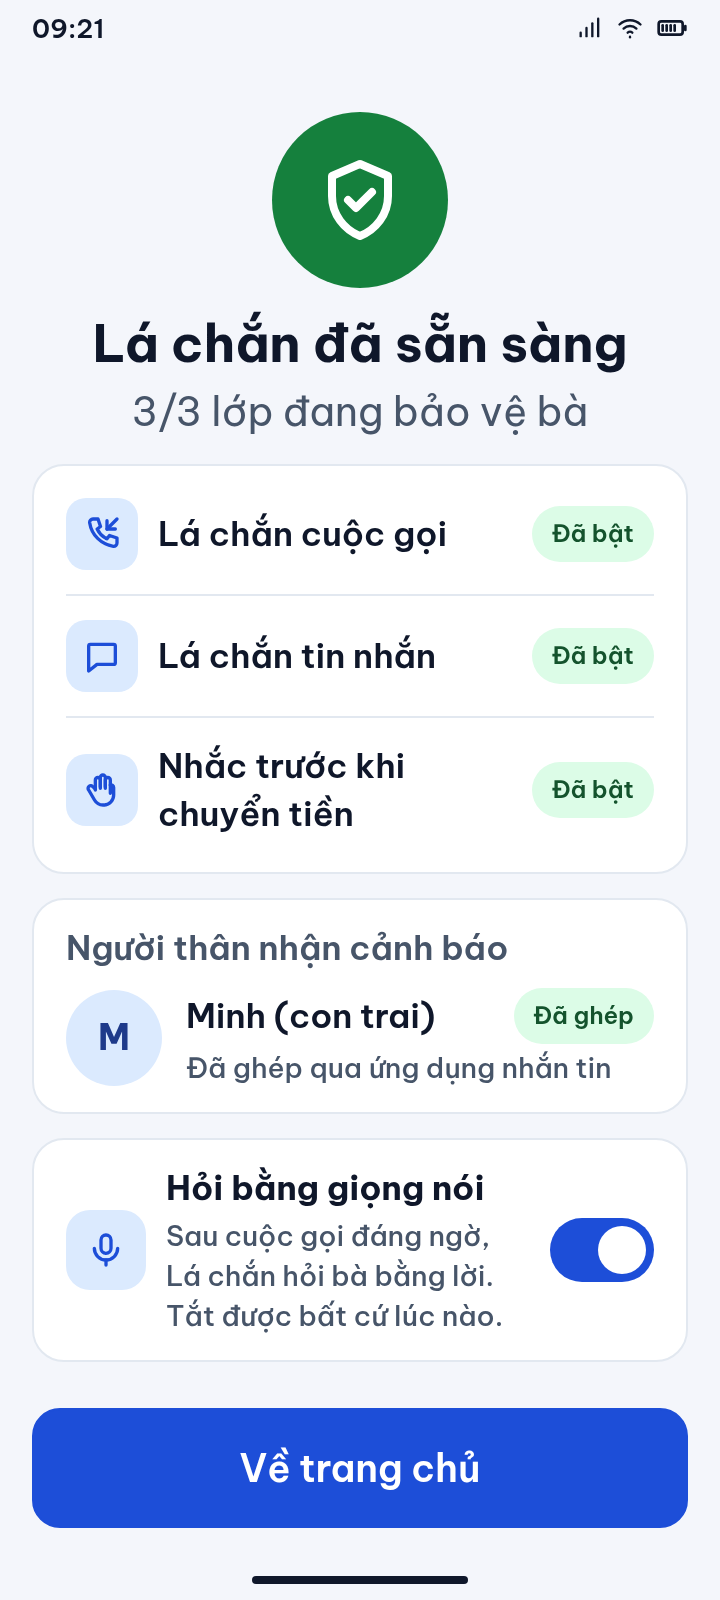 09:21
Lá chắn đã sẵn sàng
3/3 lớp đang bảo vệ bà
Lá chắn cuộc gọi
Đã bật
Lá chắn tin nhắn
Đã bật
Nhắc trước khi
chuyển tiền
Đã bật
Người thân nhận cảnh báo
M
Minh (con trai)
Đã ghép
Đã ghép qua ứng dụng nhắn tin
Hỏi bằng giọng nói
Sau cuộc gọi đáng ngờ,
Lá chắn hỏi bà bằng lời.
Tắt được bất cứ lúc nào.
Về trang chủ